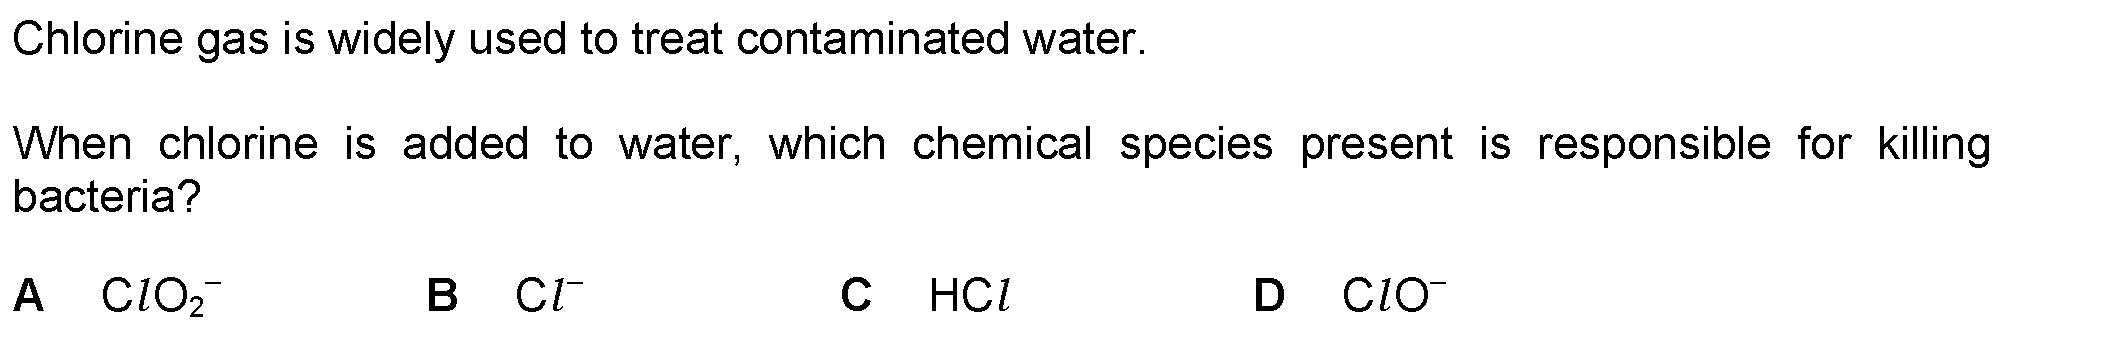 Chlorine gas is widely used to treat contaminated water.
When chlorine is added to water, which chemical species present is responsible for killing
bacteria?
A ClO₂⁻ B Cl⁻ C HCl D ClO⁻